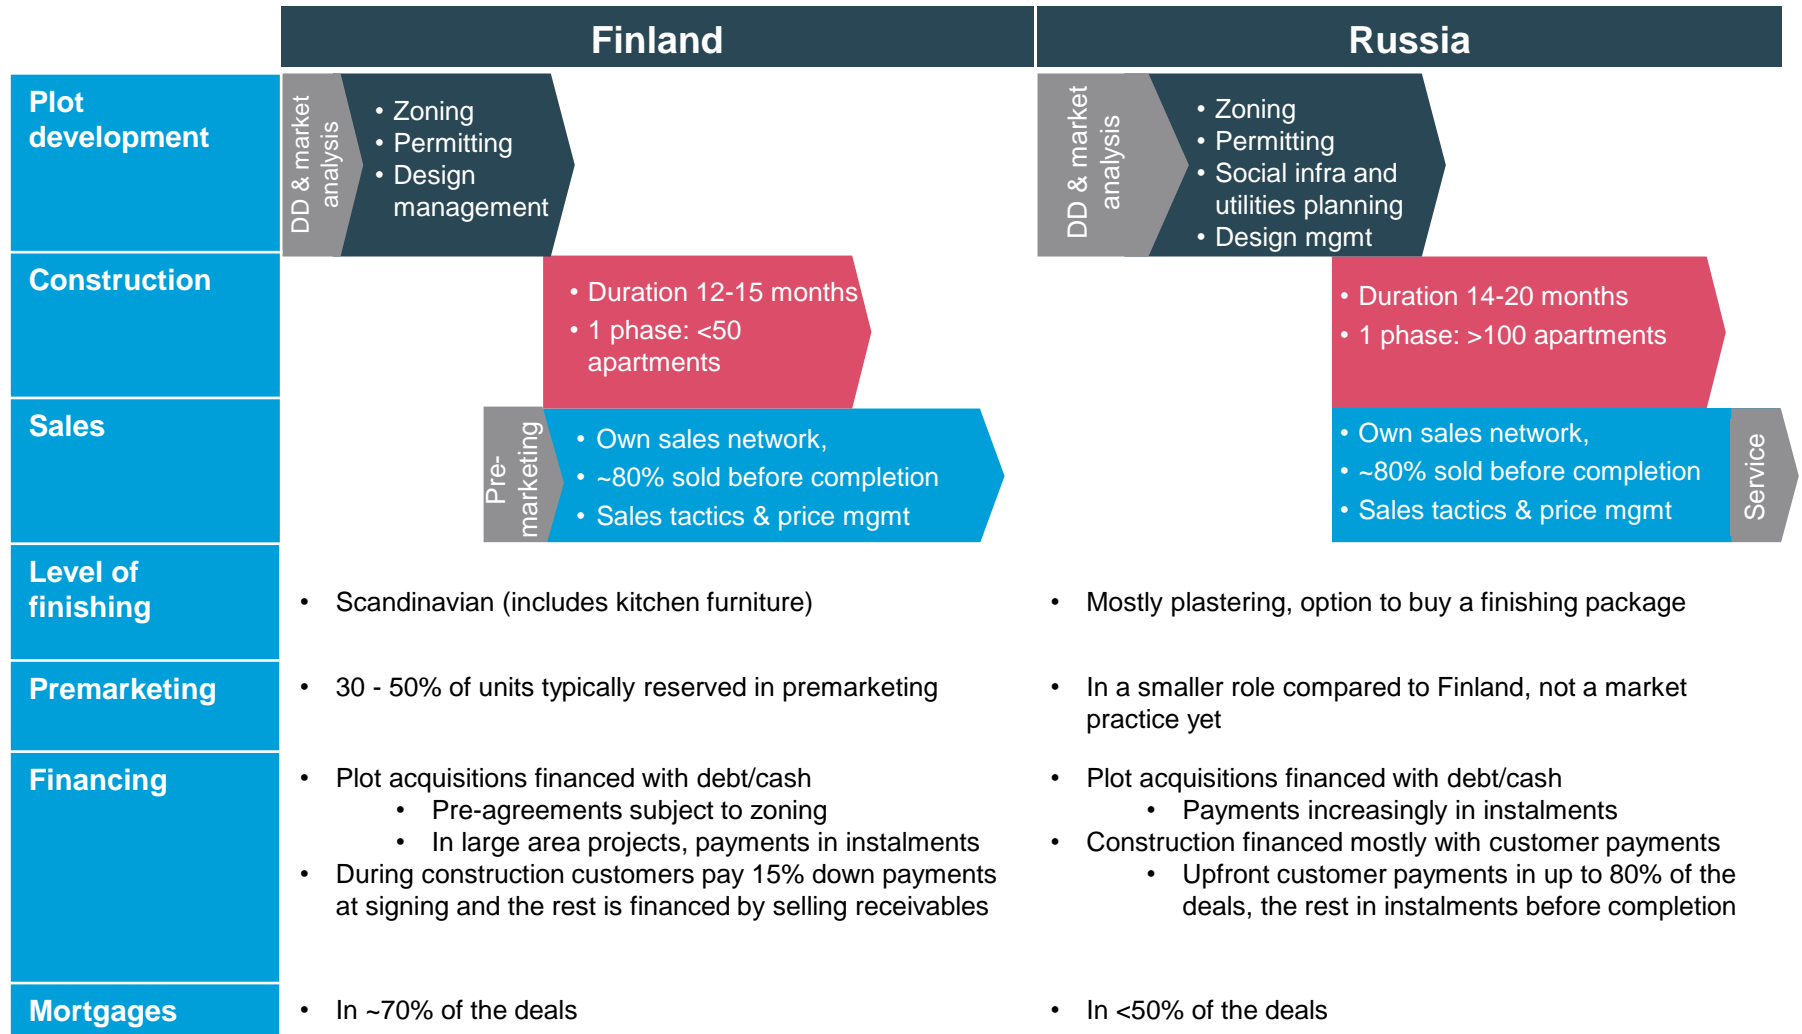 Finland
Russia
Plot
development
DD & market
analysis
• Zoning
• Permitting
• Design
management
DD & market
analysis
• Zoning
• Permitting
• Social infra and
utilities planning
• Design mgmt
Construction
• Duration 12-15 months
• 1 phase: <50
apartments
• Duration 14-20 months
• 1 phase: >100 apartments
Sales
Pre-
marketing
• Own sales network,
• ~80% sold before completion
• Sales tactics & price mgmt
• Own sales network,
• ~80% sold before completion
• Sales tactics & price mgmt
Service
Level of
finishing
• Scandinavian (includes kitchen furniture)
• Mostly plastering, option to buy a finishing package
Premarketing
• 30 - 50% of units typically reserved in premarketing
• In a smaller role compared to Finland, not a market
practice yet
Financing
• Plot acquisitions financed with debt/cash
• Pre-agreements subject to zoning
• In large area projects, payments in instalments
• During construction customers pay 15% down payments
at signing and the rest is financed by selling receivables
• Plot acquisitions financed with debt/cash
• Payments increasingly in instalments
• Construction financed mostly with customer payments
• Upfront customer payments in up to 80% of the
deals, the rest in instalments before completion
Mortgages
• In ~70% of the deals
• In <50% of the deals